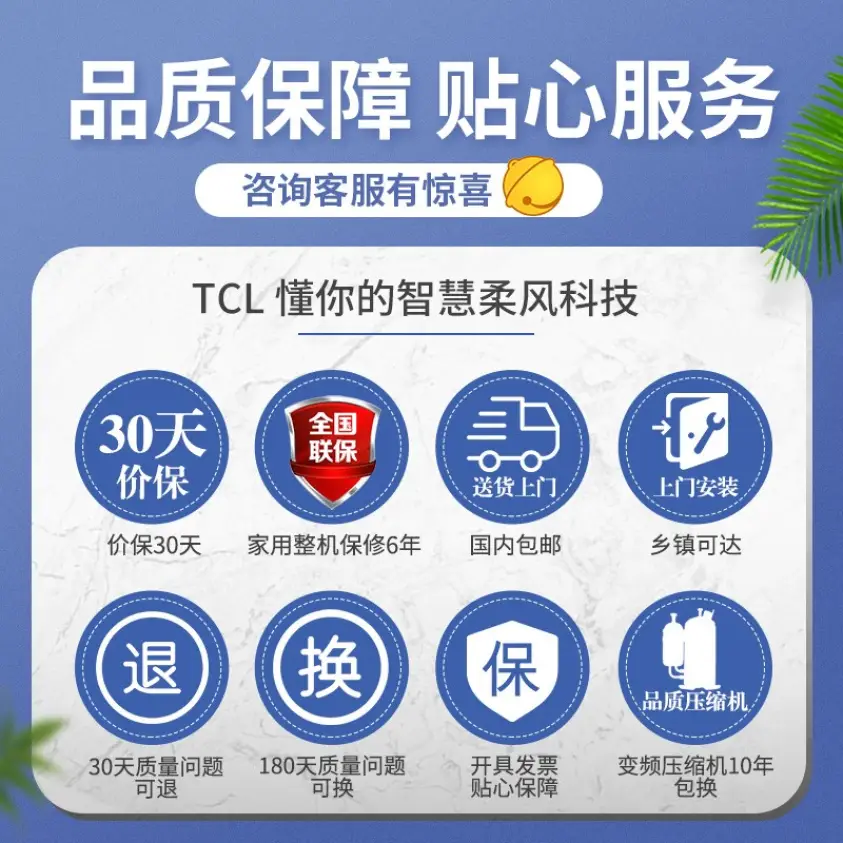 品质保障 贴心服务
咨询客服有惊喜
TCL 懂你的智慧柔风科技
30天
价保
价保30天
全国
联保
家用整机保修6年
送货上门
国内包邮
上门安装
乡镇可达
退
30天质量问题
可退
换
180天质量问题
可换
保
开具发票
贴心保障
品质压缩机
变频压缩机10年
包换